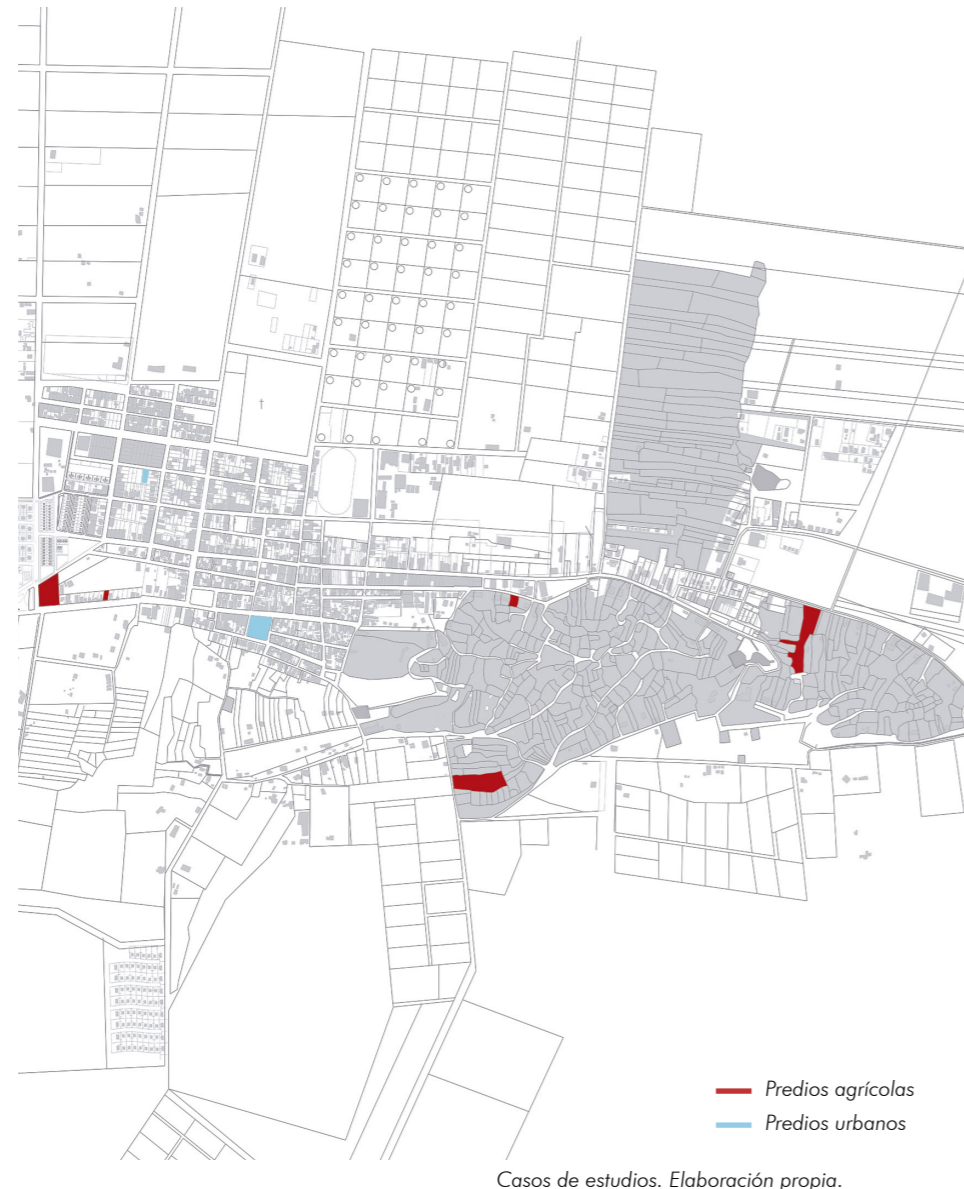 Predios agrícolas
Predios urbanos
Casos de estudios. Elaboración propia.